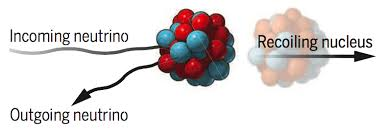 Incoming neutrino
Recoiling nucleus
Outgoing neutrino